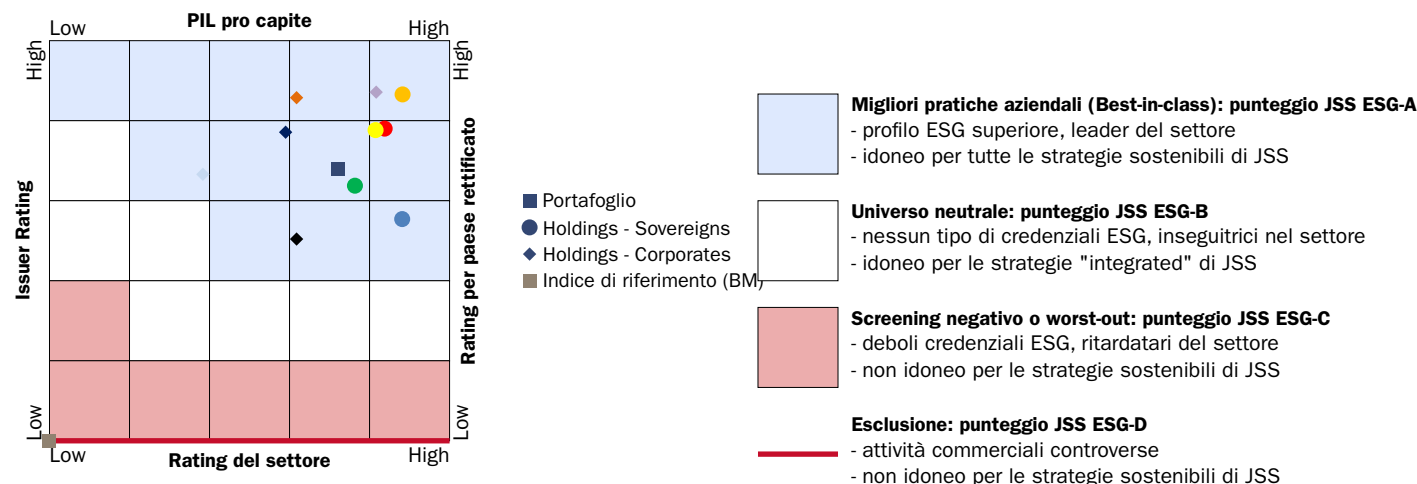 PIL pro capite
Low
High
High
High
Issuer Rating
Rating per paese rettificato
Low
Low
Low
High
Rating del settore
Portafoglio
Holdings - Sovereigns
Holdings - Corporates
Indice di riferimento (BM)
Migliori pratiche aziendali (Best-in-class): punteggio JSS ESG-A
- profilo ESG superiore, leader del settore
- idoneo per tutte le strategie sostenibili di JSS
Universo neutrale: punteggio JSS ESG-B
- nessun tipo di credenziali ESG, inseguitrici nel settore
- idoneo per le strategie "integrated" di JSS
Screening negativo o worst-out: punteggio JSS ESG-C
- deboli credenziali ESG, ritardatari del settore
- non idoneo per le strategie sostenibili di JSS
Esclusione: punteggio JSS ESG-D
- attività commerciali controverse
- non idoneo per le strategie sostenibili di JSS